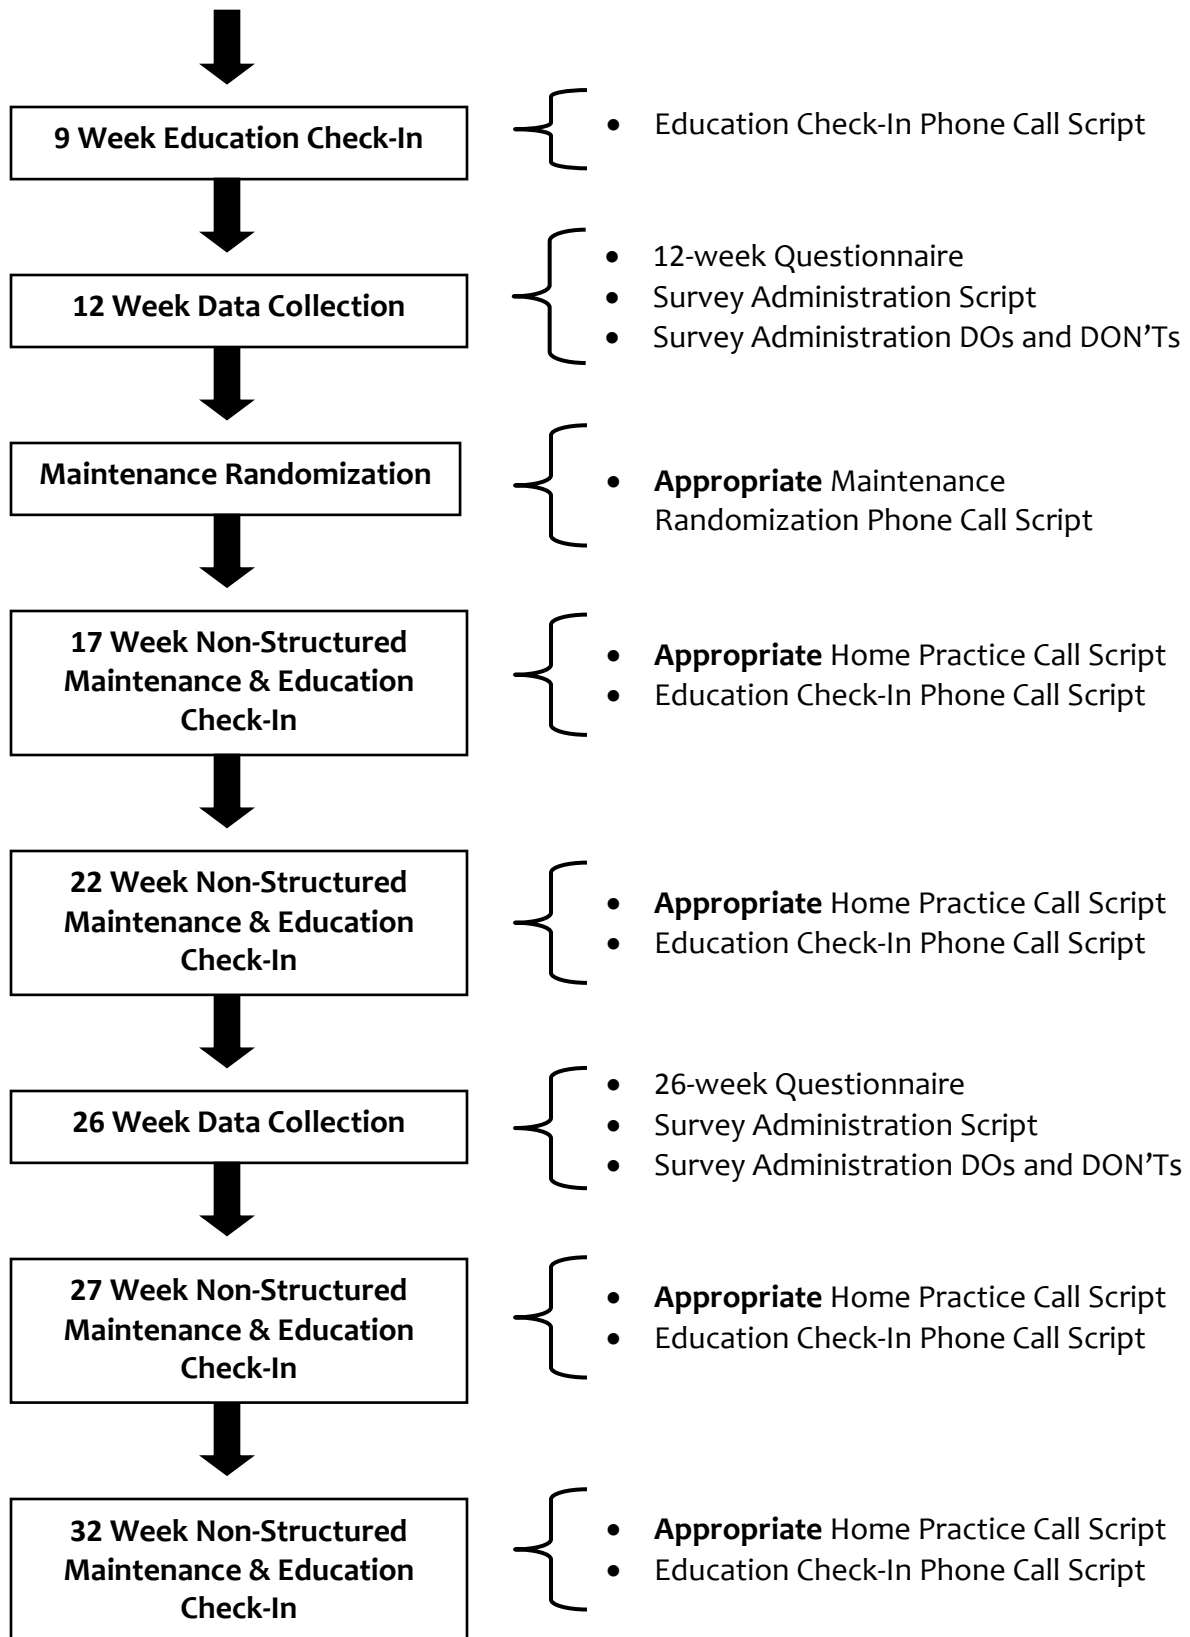 9 Week Education Check-In
• Education Check-In Phone Call Script
12 Week Data Collection
• 12-week Questionnaire
• Survey Administration Script
• Survey Administration DOs and DON’Ts
Maintenance Randomization
• Appropriate Maintenance
Randomization Phone Call Script
17 Week Non-Structured
Maintenance & Education
Check-In
• Appropriate Home Practice Call Script
• Education Check-In Phone Call Script
22 Week Non-Structured
Maintenance & Education
Check-In
• Appropriate Home Practice Call Script
• Education Check-In Phone Call Script
26 Week Data Collection
• 26-week Questionnaire
• Survey Administration Script
• Survey Administration DOs and DON’Ts
27 Week Non-Structured
Maintenance & Education
Check-In
• Appropriate Home Practice Call Script
• Education Check-In Phone Call Script
32 Week Non-Structured
Maintenance & Education
Check-In
• Appropriate Home Practice Call Script
• Education Check-In Phone Call Script